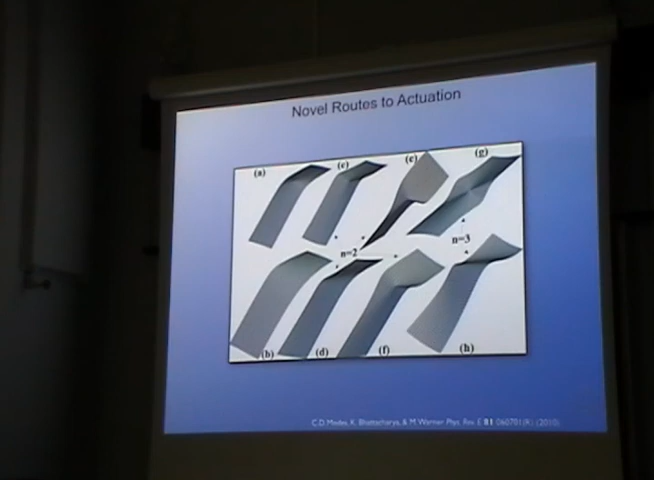 Novel Routes to Actuation
(a) (c) (e) (g)
n=2 n=3
(b) (d) (f) (h)
C.D. Modes, K. Bhattacharya, & M. Warner Phys. Rev. E 81 060701(R) (2010)